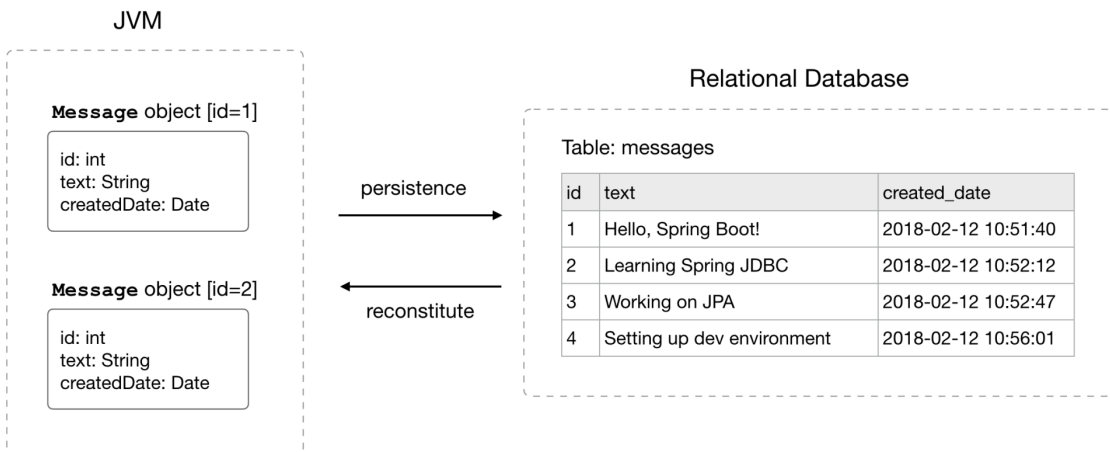 JVM
Message object [id=1]
id: int
text: String
createdDate: Date
Message object [id=2]
id: int
text: String
createdDate: Date
persistence
reconstitute
Relational Database
Table: messages
id text created_date
1 Hello, Spring Boot! 2018-02-12 10:51:40
2 Learning Spring JDBC 2018-02-12 10:52:12
3 Working on JPA 2018-02-12 10:52:47
4 Setting up dev environment 2018-02-12 10:56:01